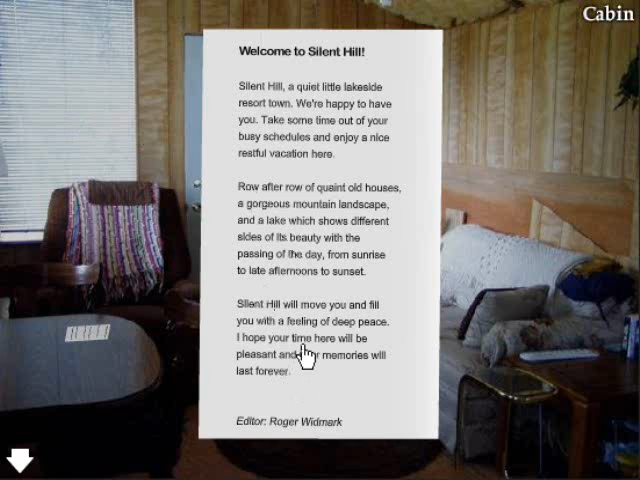 Cabin
Welcome to Silent Hill!
Silent Hill, a quiet little lakeside
resort town. We're happy to have
you. Take some time out of your
busy schedules and enjoy a nice
restful vacation here.
Row after row of quaint old houses,
a gorgeous mountain landscape,
and a lake which shows different
sides of its beauty with the
passing of the day, from sunrise
to late afternoons to sunset.
Silent Hill will move you and fill
you with a feeling of deep peace.
I hope your time here will be
pleasant and memories will
last forever.
Editor: Roger Widmark